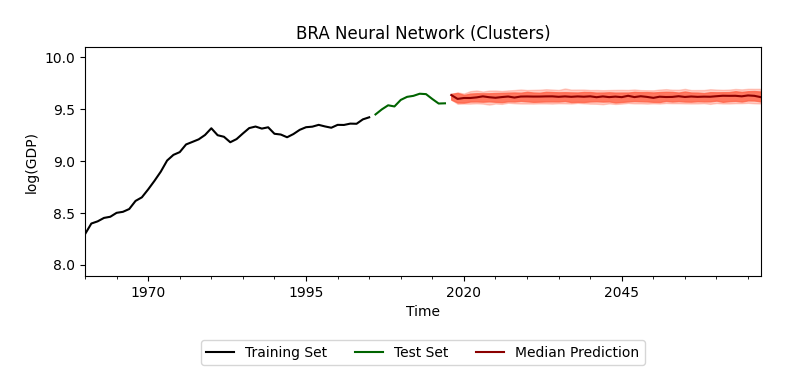 BRA Neural Network (Clusters)
10.0
9.5
9.0
8.5
8.0
log(GDP)
1970
1995
2020
2045
Time
Training Set
Test Set
Median Prediction